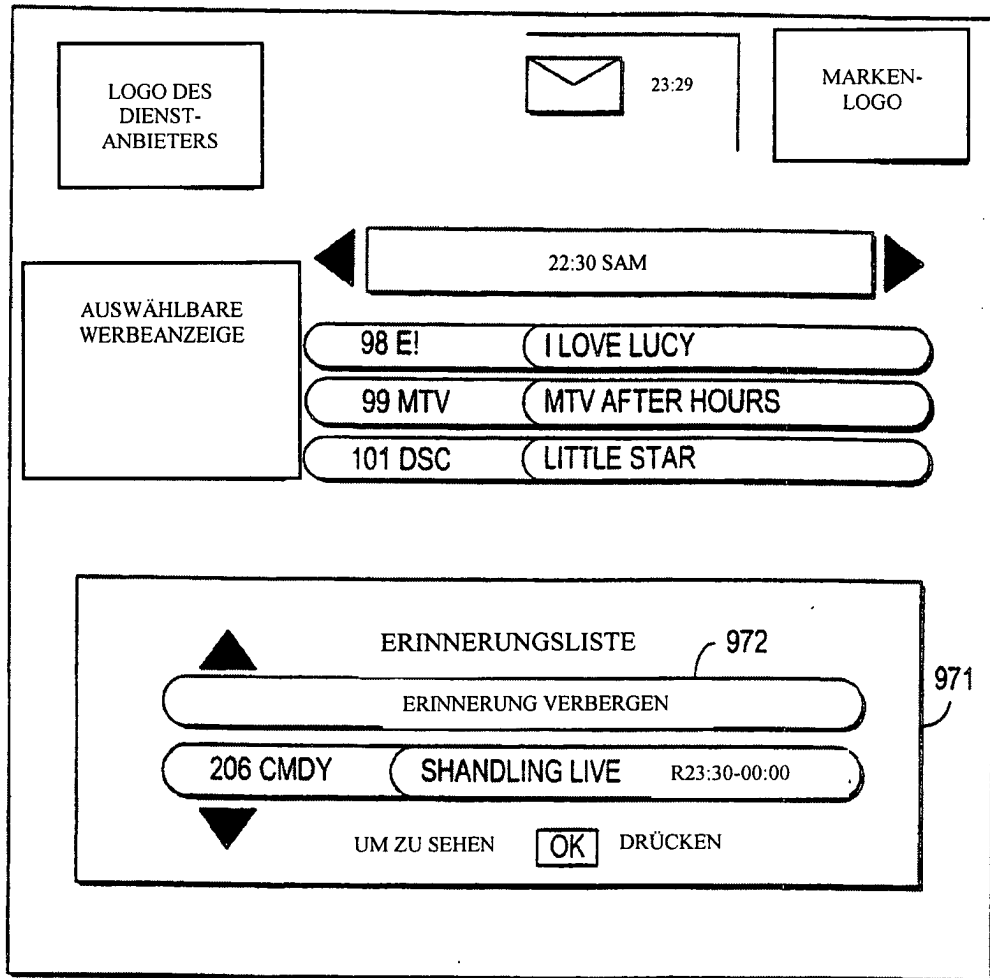 LOGO DES
DIENST-
ANBIETERS
23:29
MARKEN-
LOGO
22:30 SAM
AUSWÄHLBARE
WERBEANZEIGE
98 E! I LOVE LUCY
99 MTV MTV AFTER HOURS
101 DSC LITTLE STAR
ERINNERUNGSLISTE
972
971
ERINNERUNG VERBERGEN
206 CMDY SHANDLING LIVE R23:30-00:00
UM ZU SEHEN OK DRÜCKEN